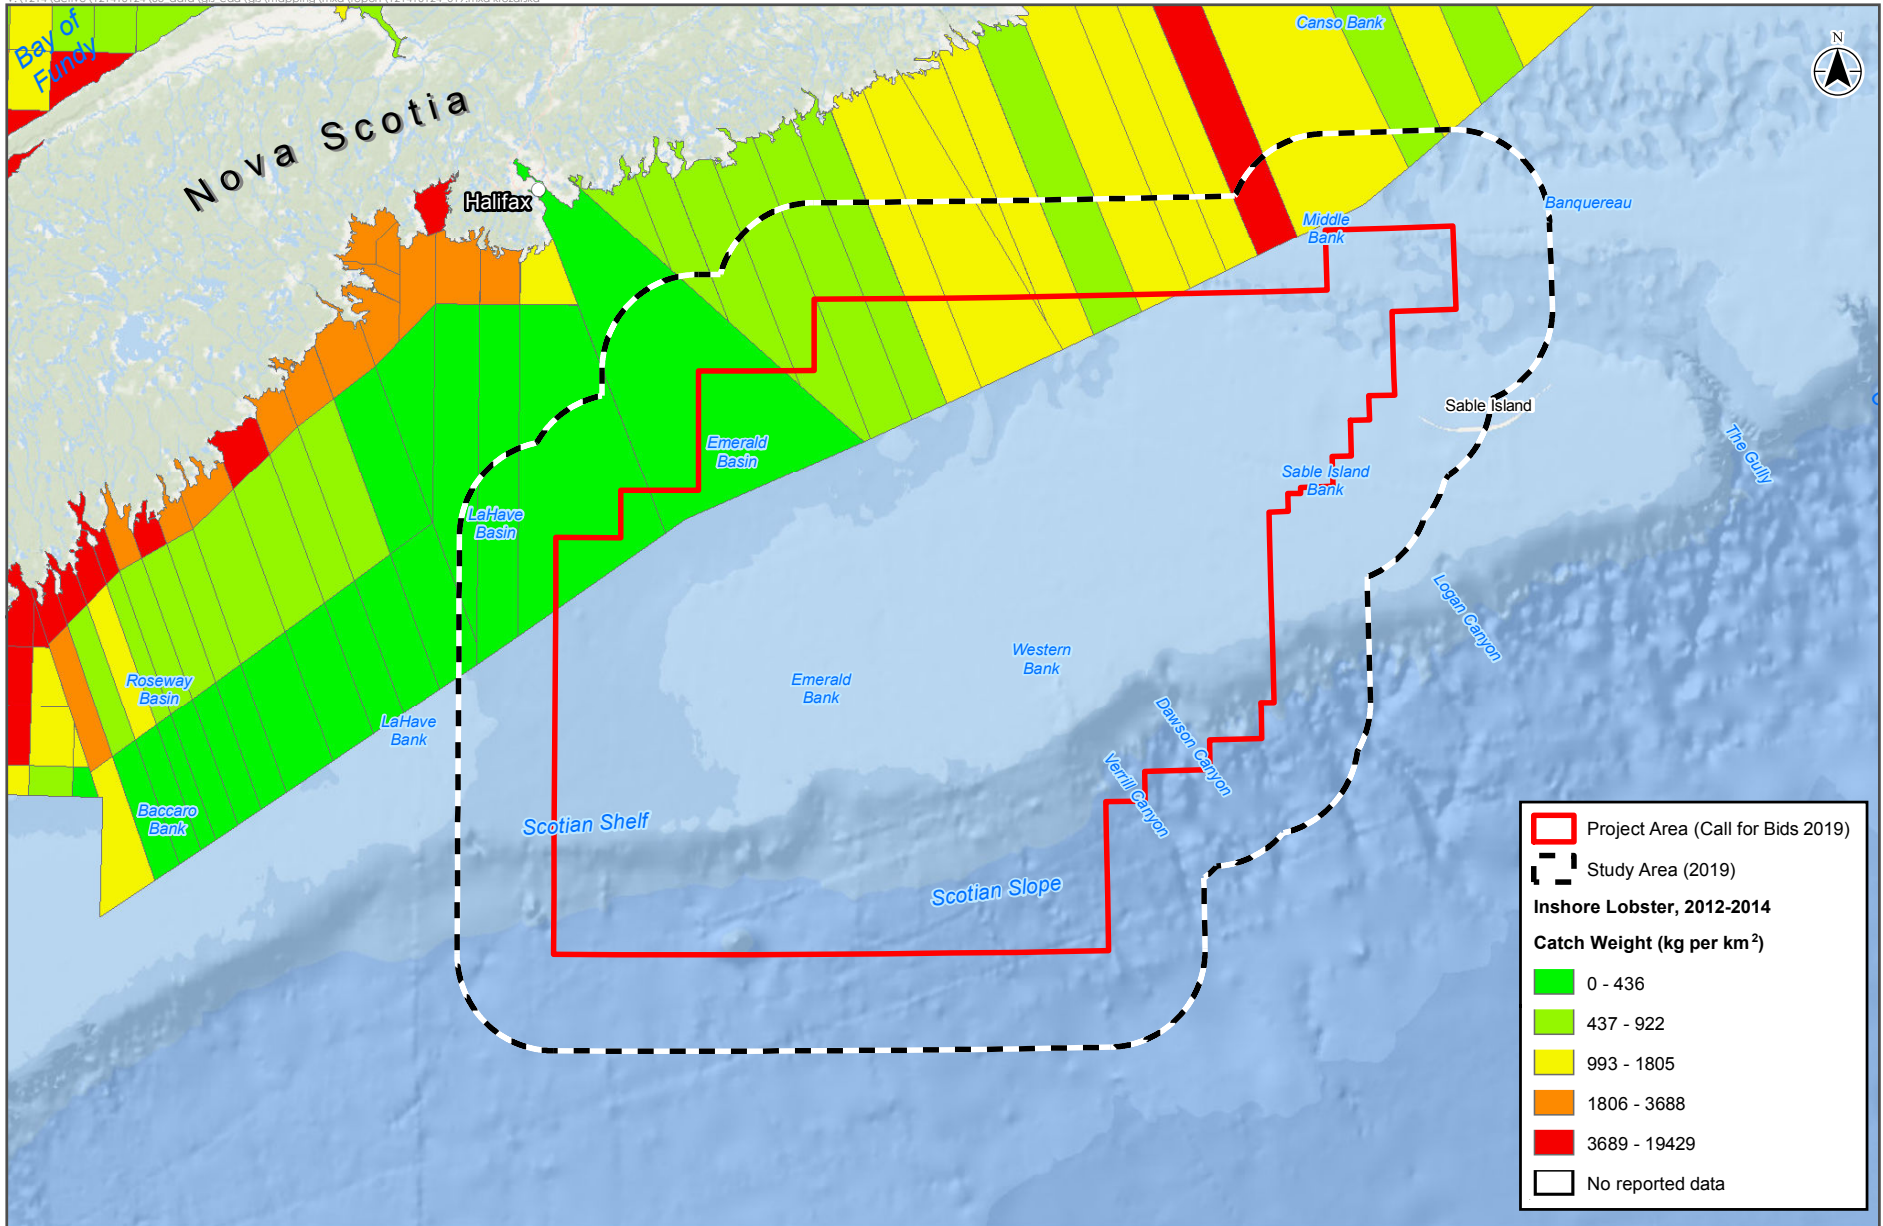 Bay of
Fundy
Nova Scotia
Halifax
Canso Bank
N
Banquereau
Middle
Bank
Sable Island
The Gully
Emerald
Basin
Sable Island
Bank
LaHave
Basin
Logan Canyon
Western
Bank
Emerald
Bank
Roseway
Basin
LaHave
Bank
Dawson Canyon
Verrill Canyon
Baccaro
Bank
Scotian Shelf
Scotian Slope
Project Area (Call for Bids 2019)
Study Area (2019)
Inshore Lobster, 2012-2014
Catch Weight (kg per km²)
0 - 436
437 - 922
993 - 1805
1806 - 3688
3689 - 19429
No reported data